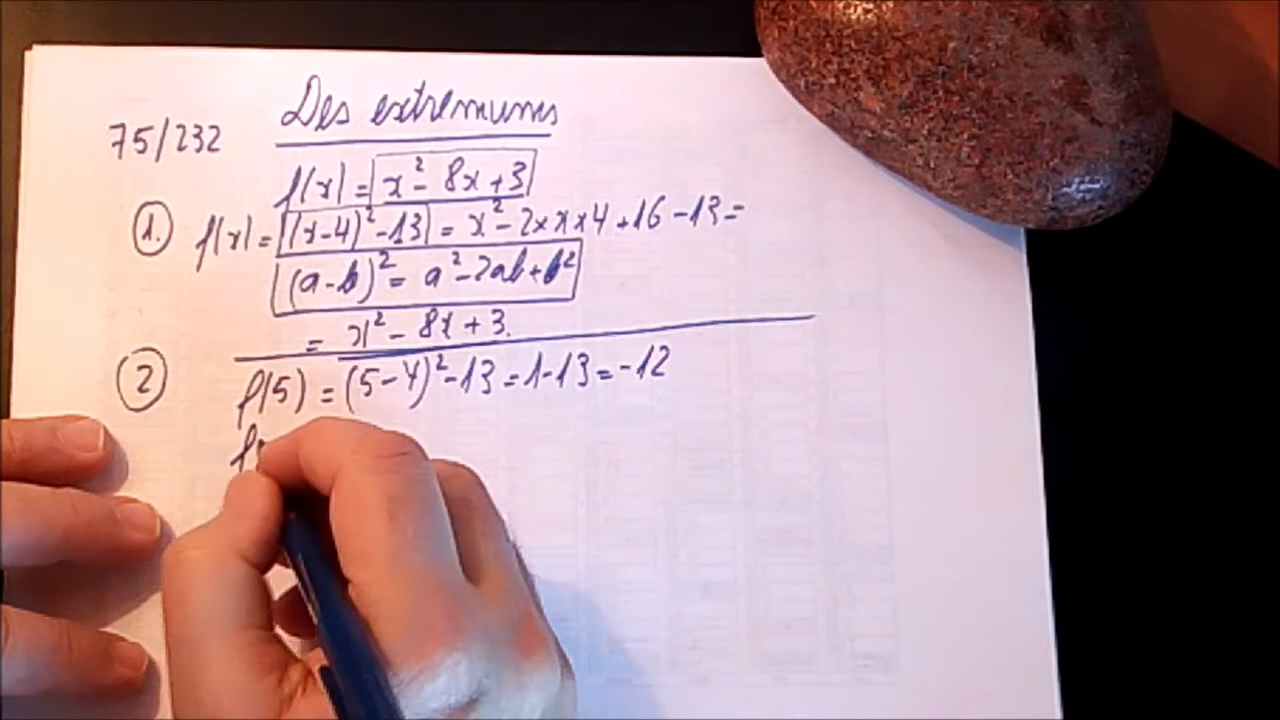 Des extremums
75/232
f(x) = x² - 8x + 3
1. f(x) = (x-4)² - 13 = x² - 2×x×4 + 16 - 13 =
(a-b)² = a² - 2ab + b²
= x² - 8x + 3.
2 f(5) = (5-4)² - 13 = 1 - 13 = -12
f(